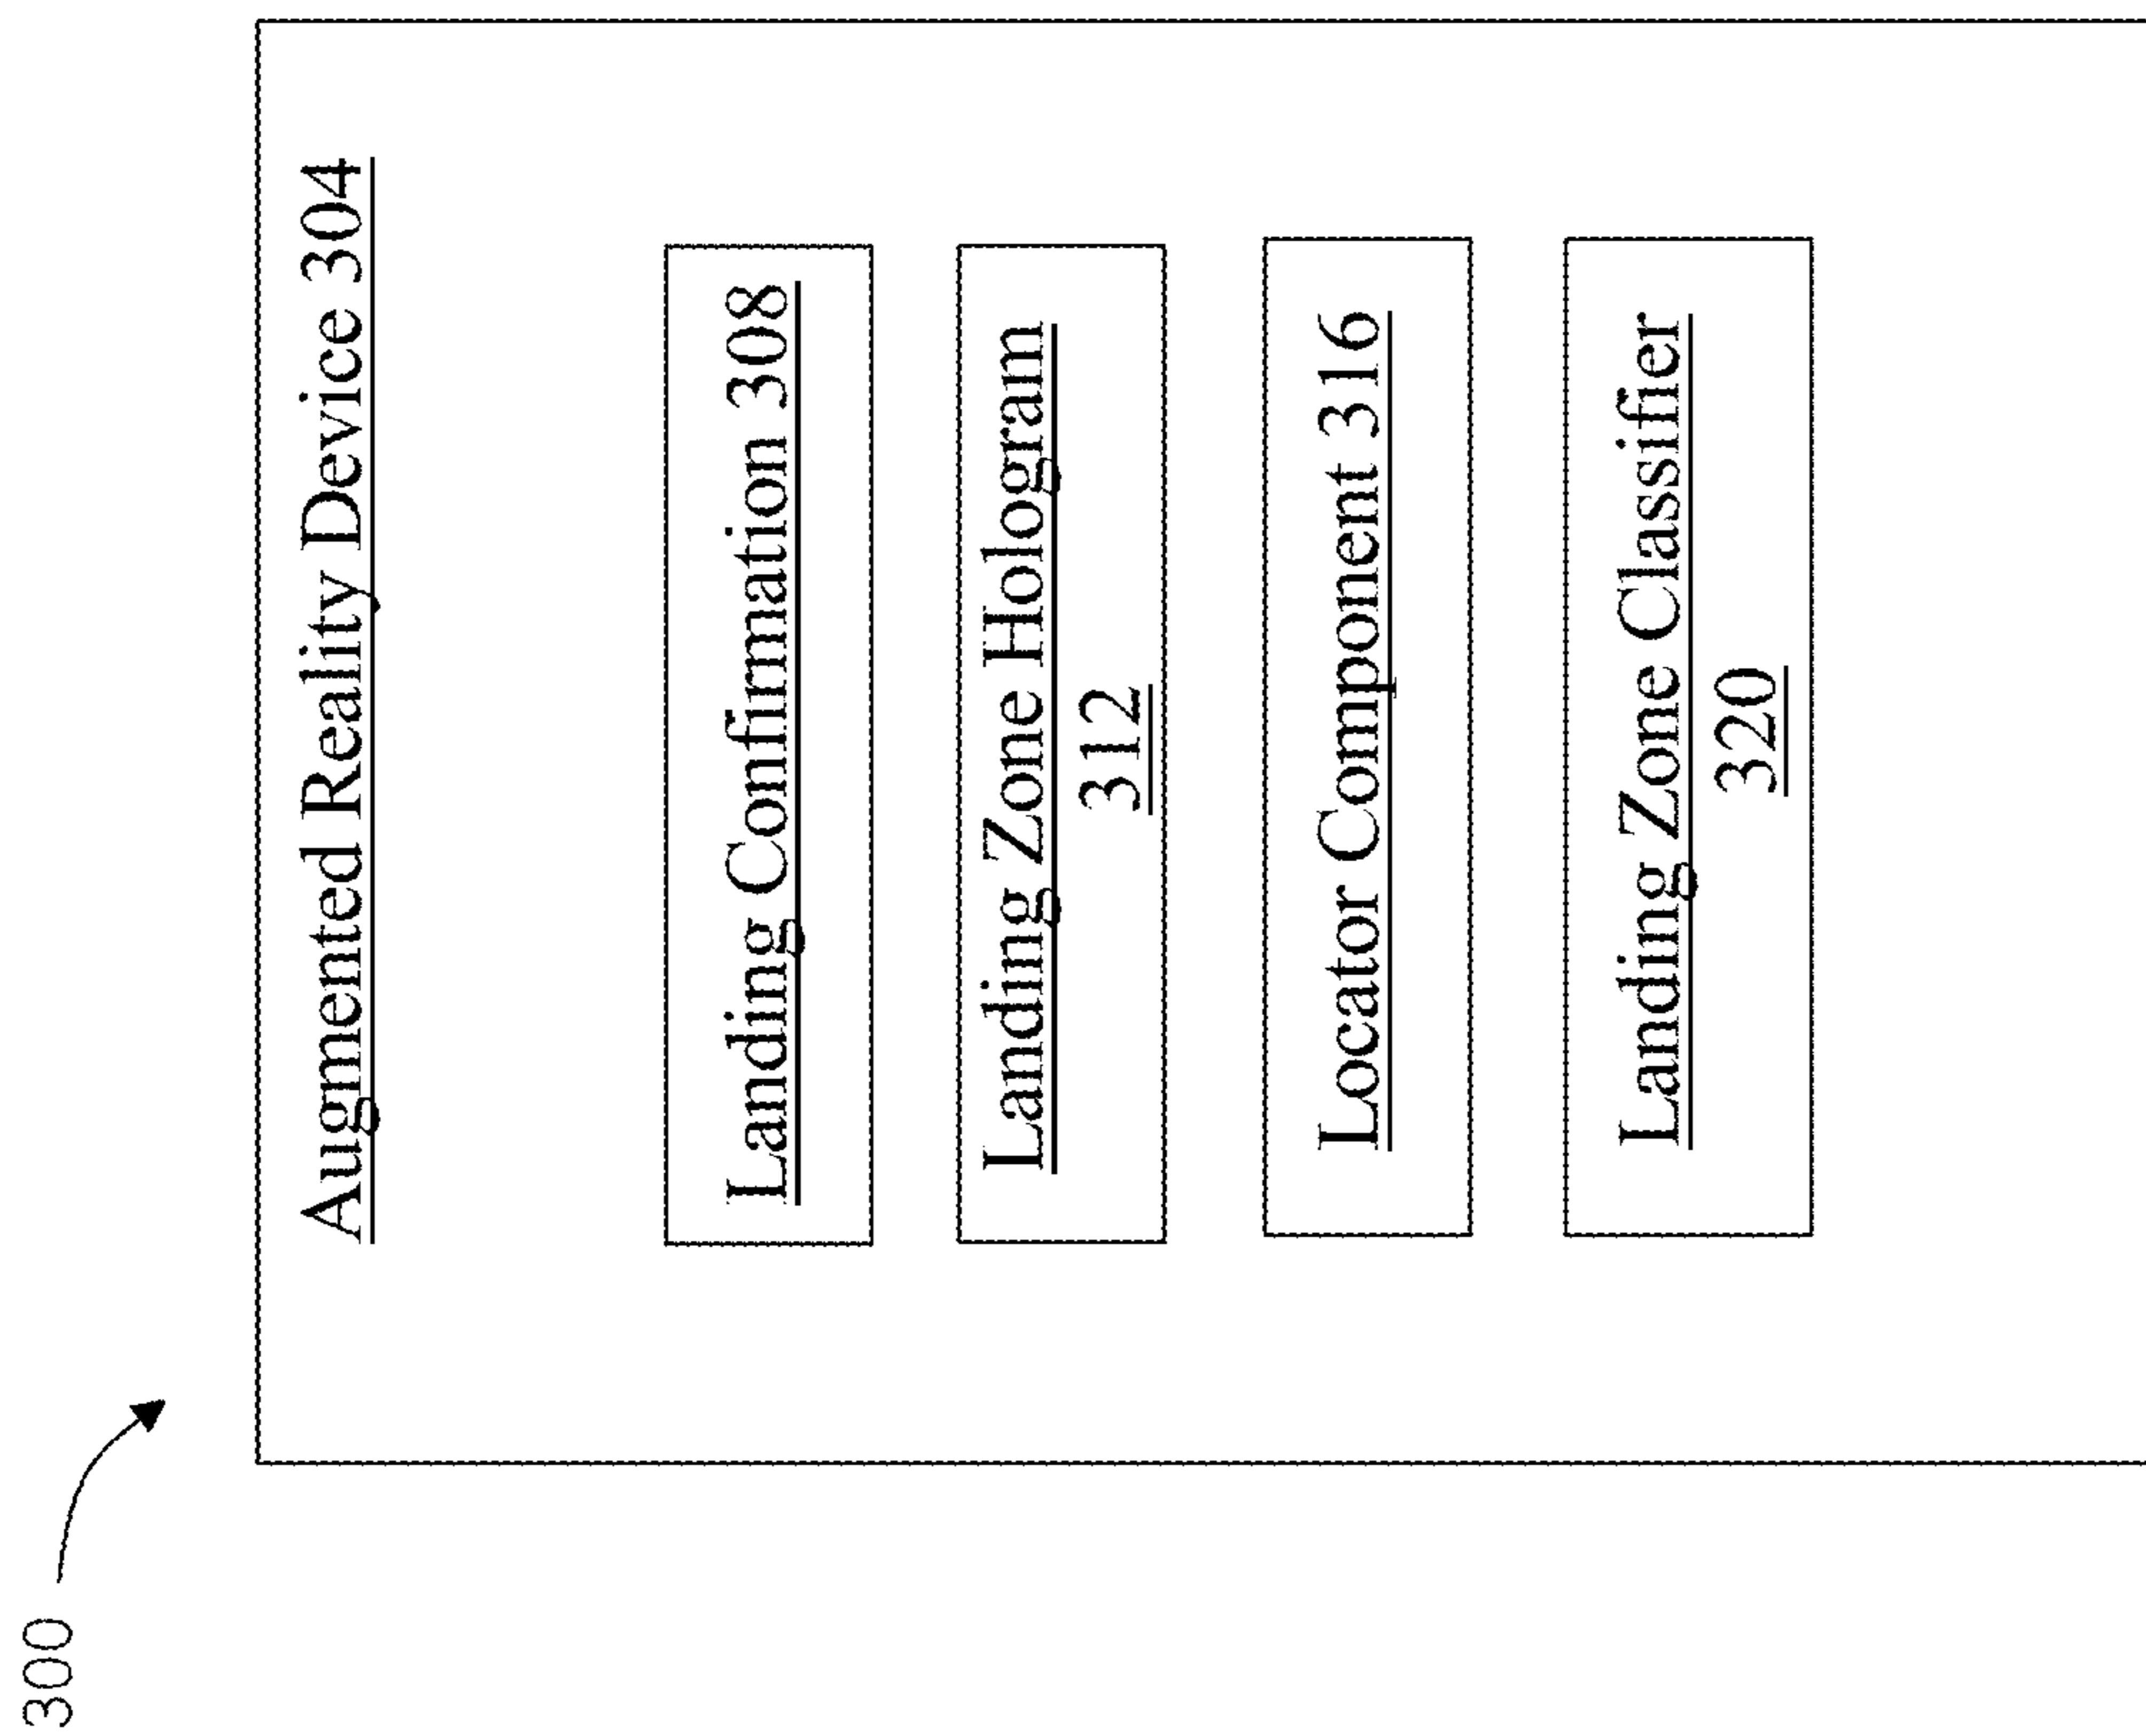 300
Augmented Reality Device 304
Landing Confirmation 308
Landing Zone Hologram
312
Locator Component 316
Landing Zone Classifier
320